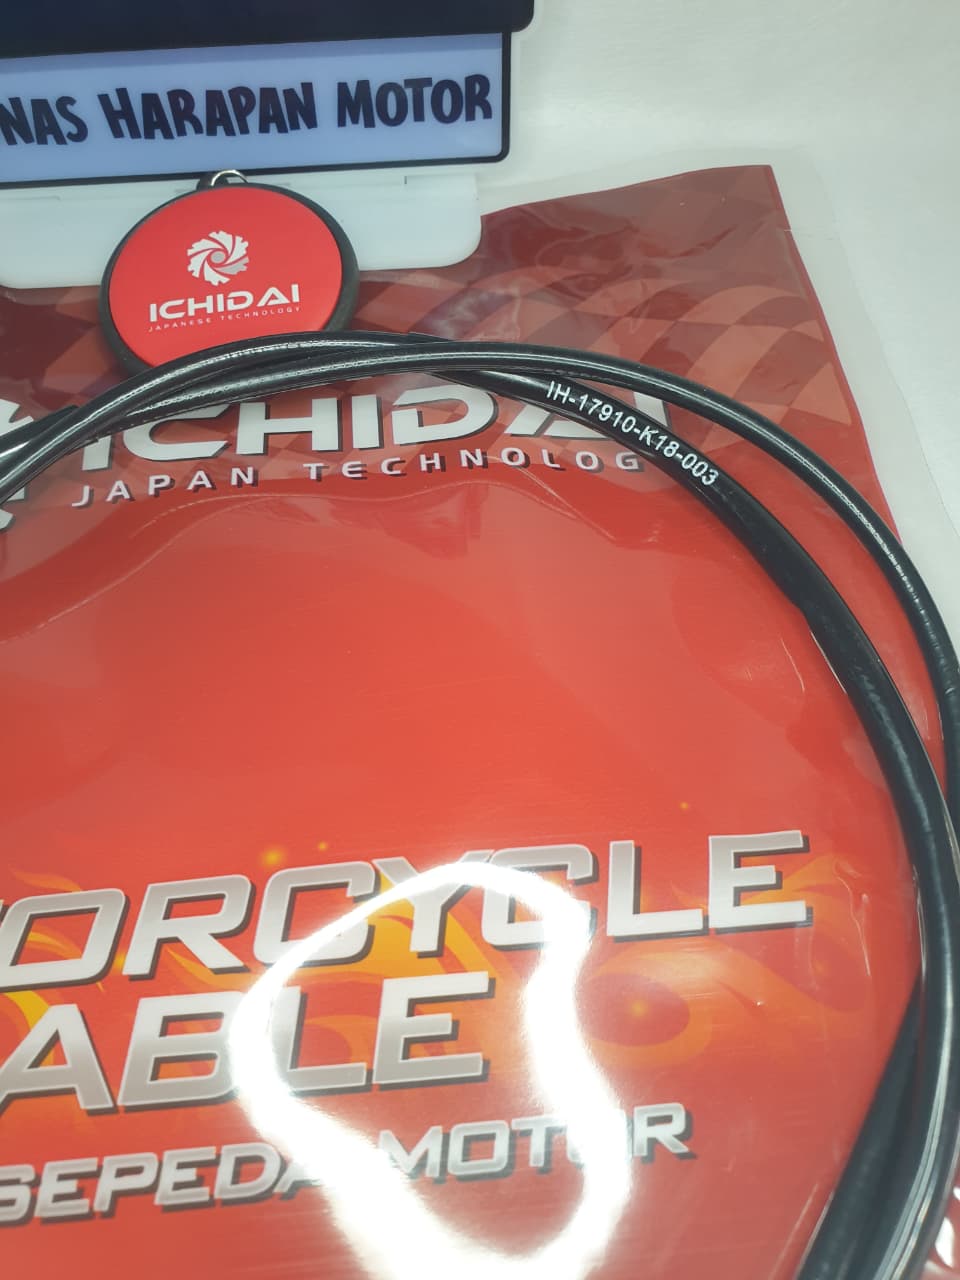 NAS HARAPAN MOTOR
ICHIDAI
JAPANESE TECHNOLOGY
ICHIDAI
JAPAN TECHNOLOG
IH-17910-K18-003
ORCYCLE
ABLE
SEPEDA MOTOR